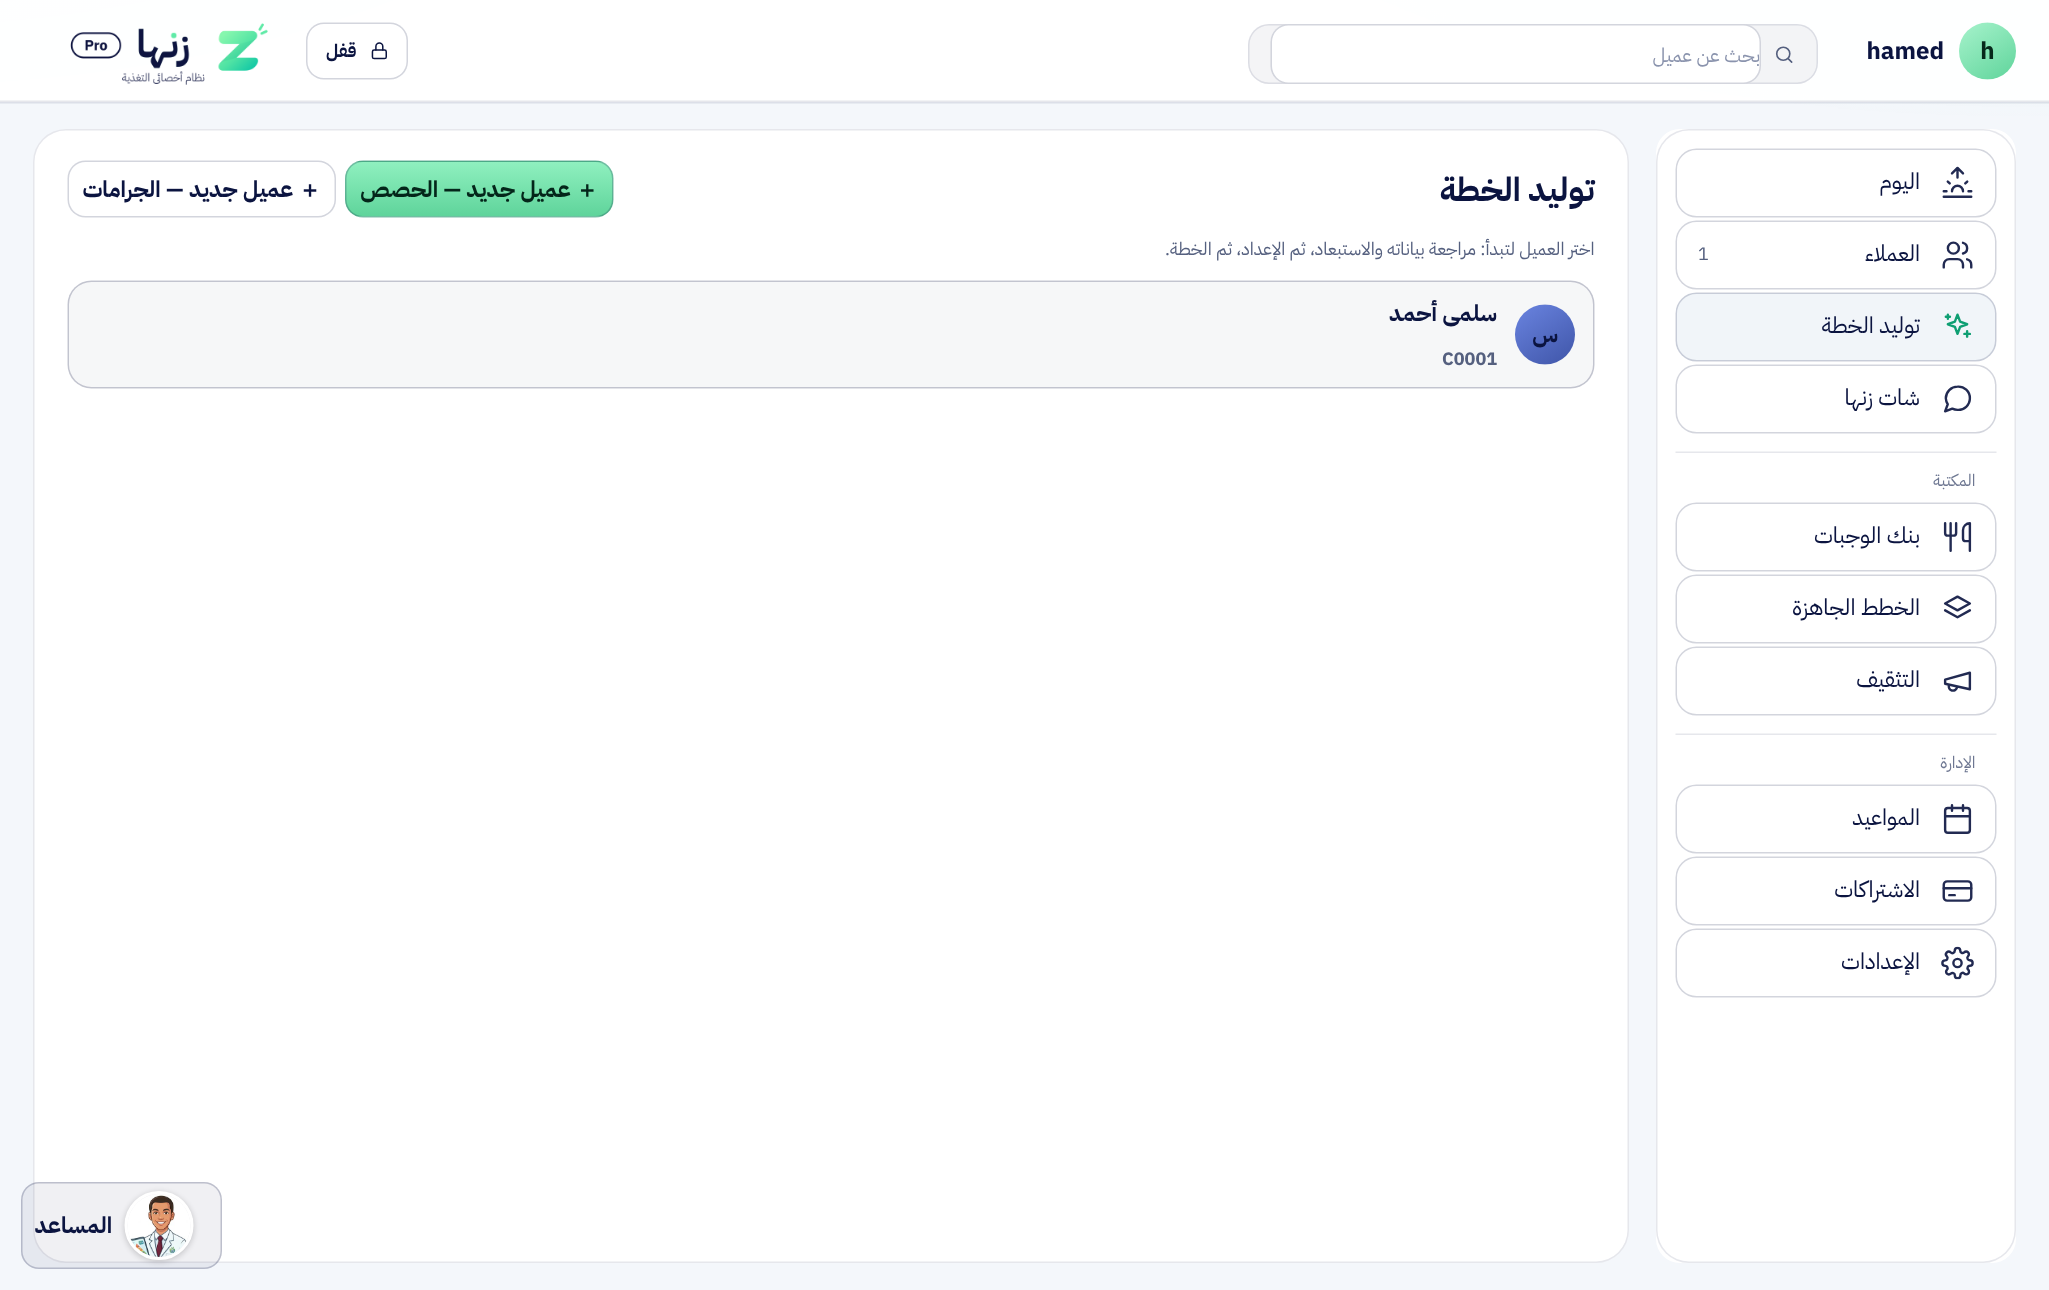 h
hamed
بحث عن عميل
قفل
زنها
Pro
نظام أخصائي التغذية
اليوم
العملاء
1
توليد الخطة
شات زنها
المكتبة
بنك الوجبات
الخطط الجاهزة
التثقيف
الإدارة
المواعيد
الاشتراكات
الإعدادات
توليد الخطة
+ عميل جديد – الحصص
+ عميل جديد – الجرامات
اختر العميل لتبدأ: مراجعة بياناته والاستبعاد، ثم الإعداد، ثم الخطة.
س
سلمى أحمد
C0001
المساعد